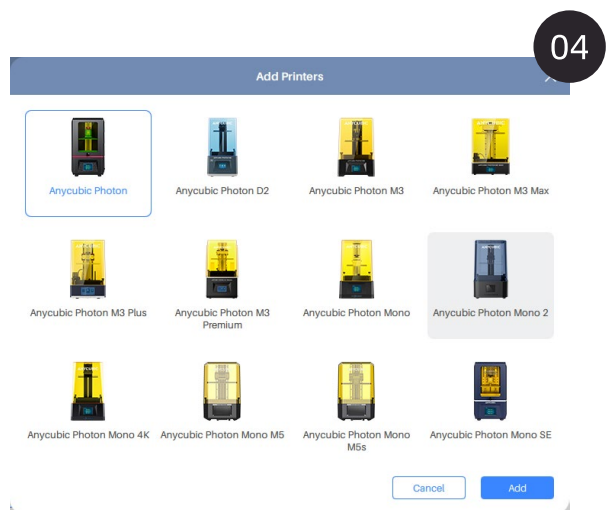 04
Add Printers
Anycubic Photon
Anycubic Photon D2
Anycubic Photon M3
Anycubic Photon M3 Max
Anycubic Photon M3 Plus
Anycubic Photon M3
Premium
Anycubic Photon Mono
Anycubic Photon Mono 2
Anycubic Photon Mono 4K
Anycubic Photon Mono M5
Anycubic Photon Mono
M5s
Anycubic Photon Mono SE
Cancel
Add